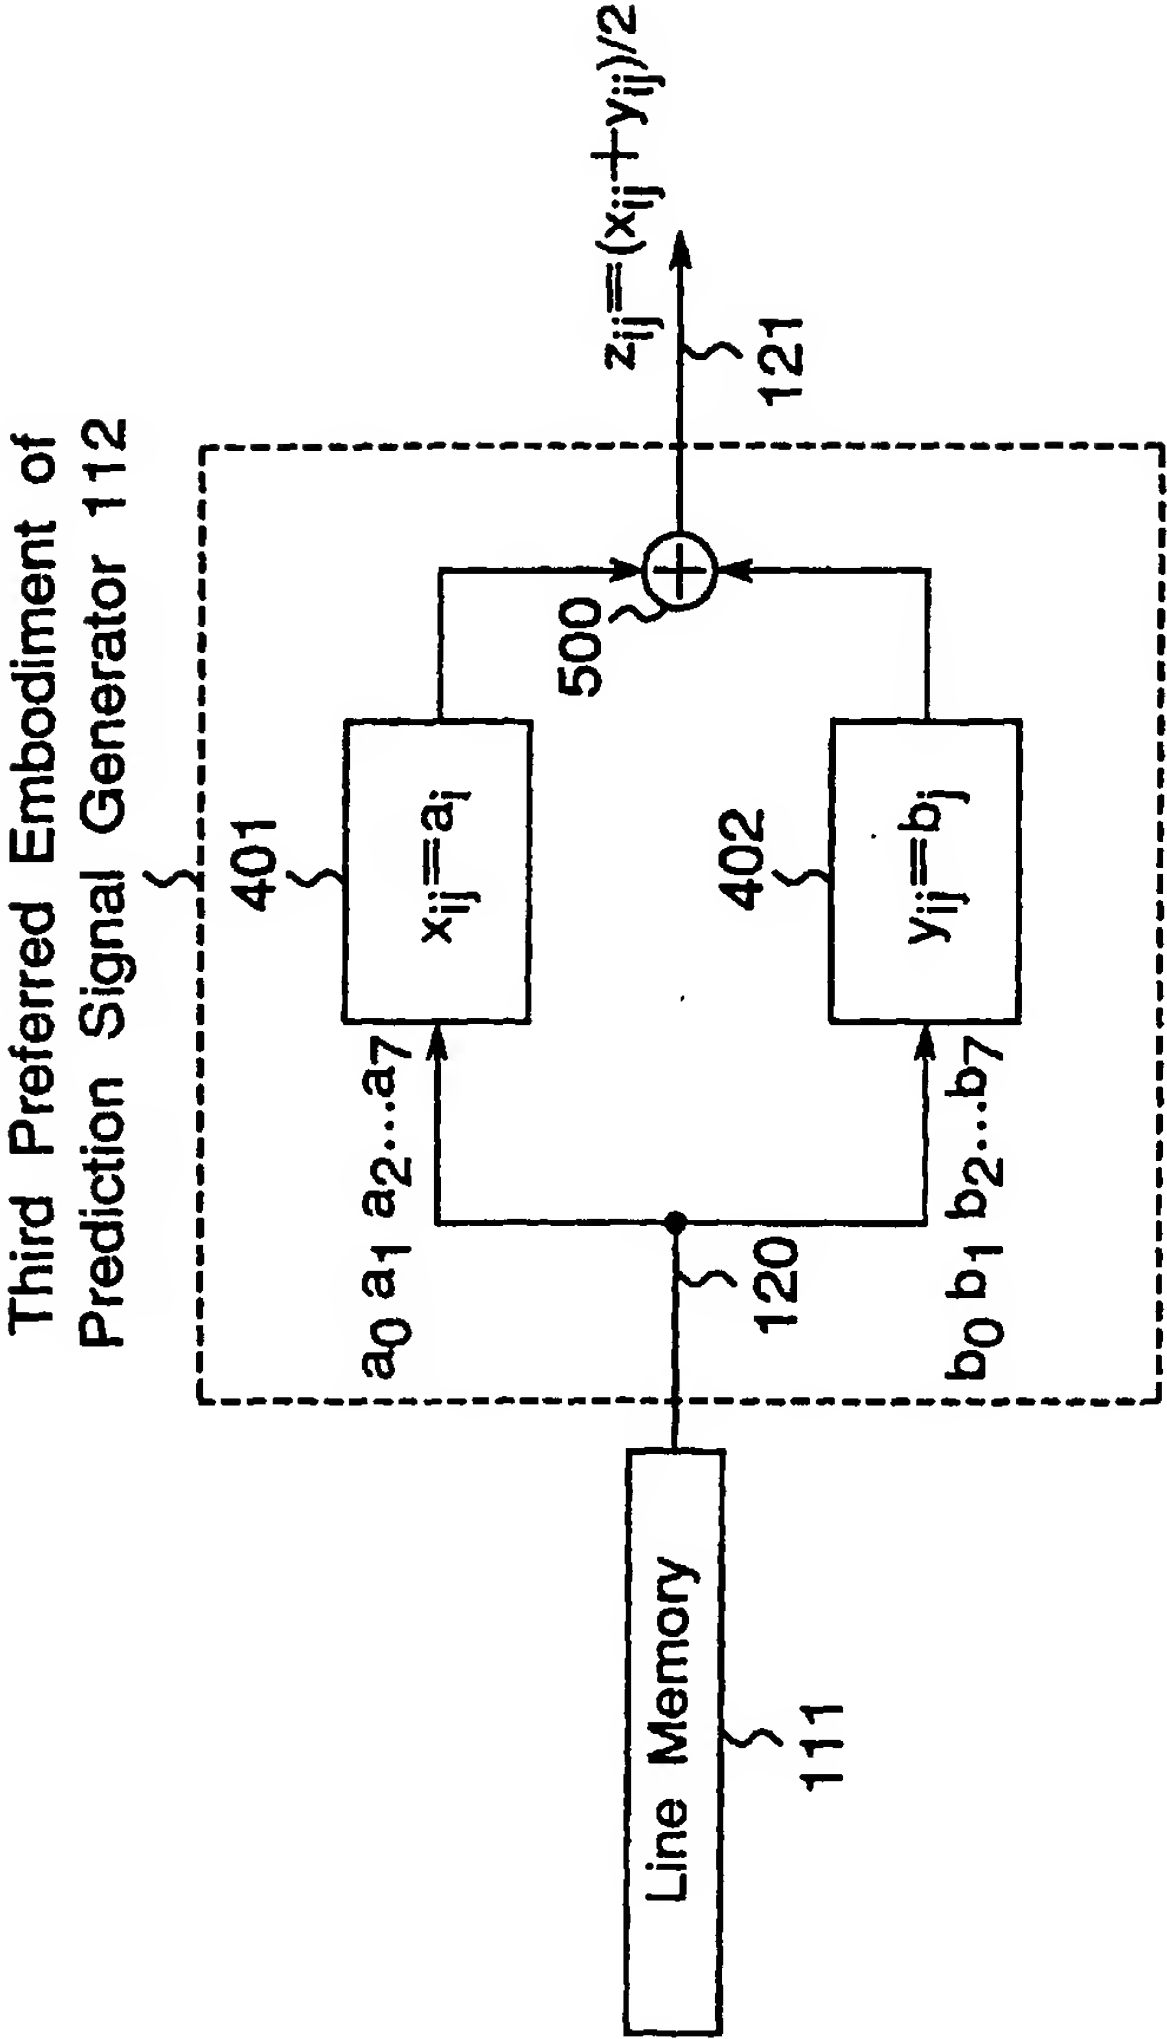 Third Preferred Embodiment of
Prediction Signal Generator 112
401
a₀ a₁ a₂...a₇
xᵢⱼ=aᵢ
500
zᵢⱼ=(xᵢⱼ+yᵢⱼ)/2
121
Line Memory
111
120
402
yᵢⱼ=bⱼ
b₀ b₁ b₂...b₇